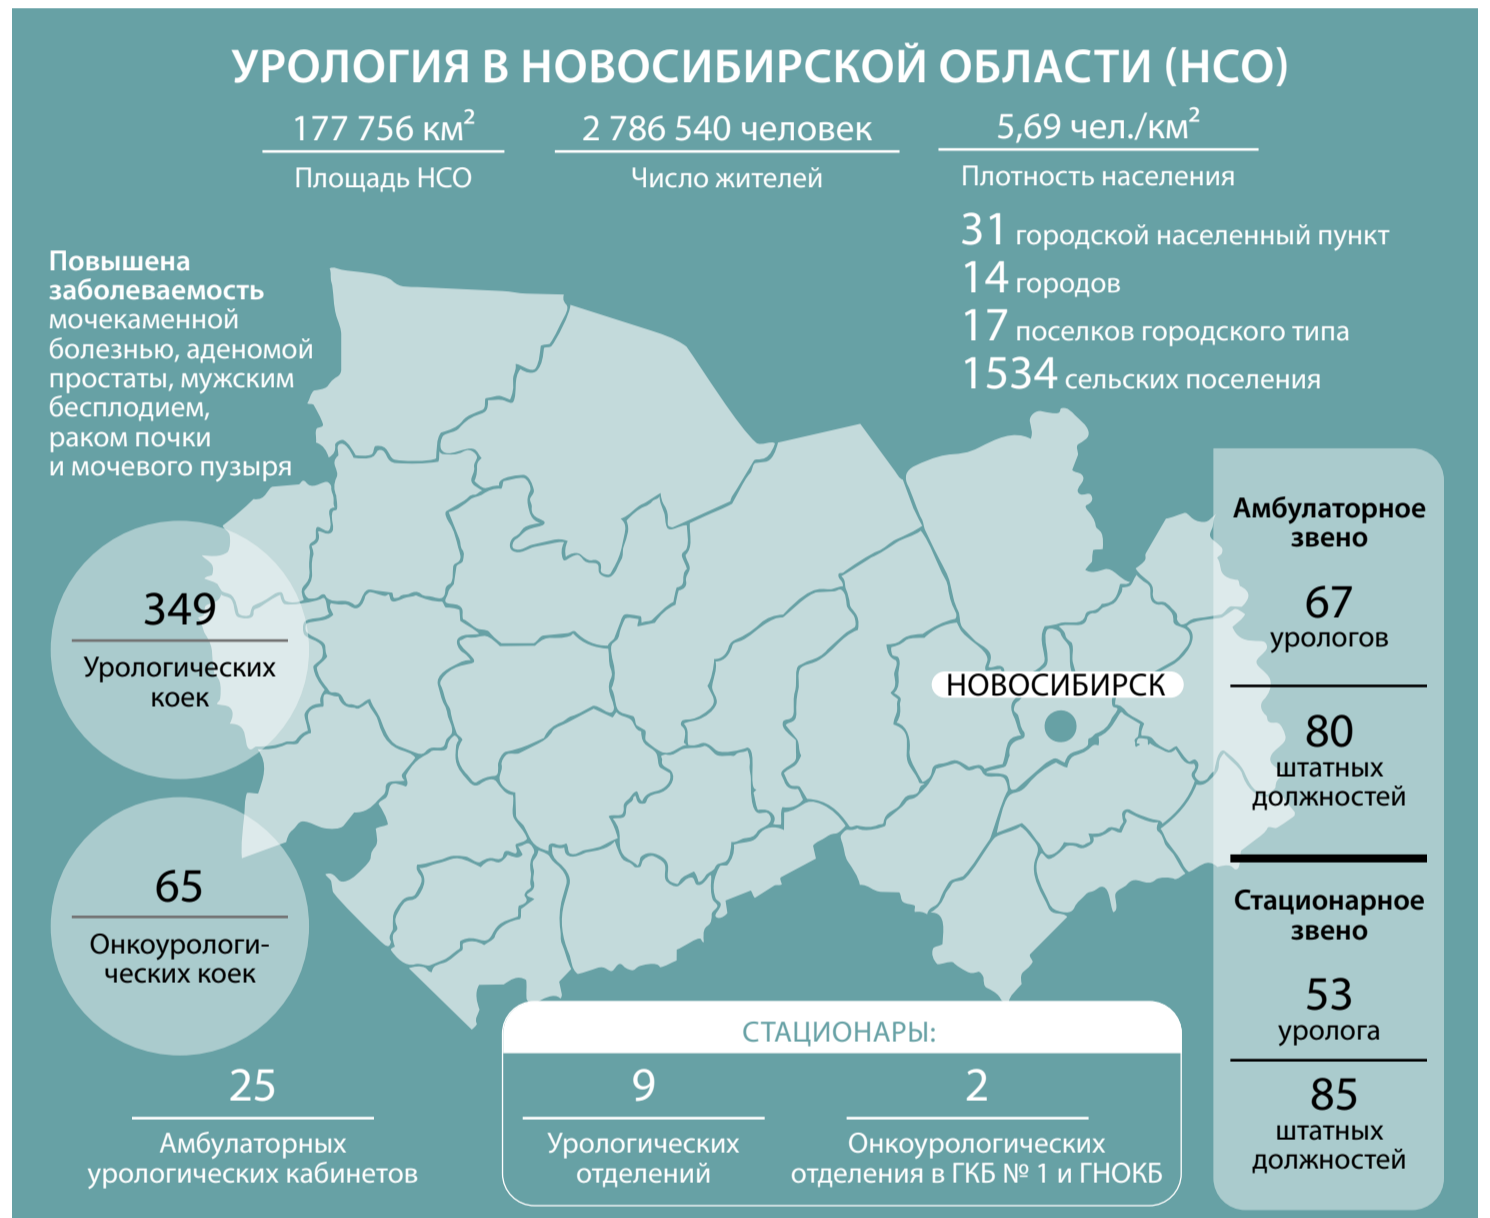 УРОЛОГИЯ В НОВОСИБИРСКОЙ ОБЛАСТИ (НСО)
177 756 км²
Площадь НСО
2 786 540 человек
Число жителей
5,69 чел./км²
Плотность населения
31 городской населенный пункт
14 городов
17 поселков городского типа
1534 сельских поселения
Повышена
заболеваемость
мочекаменной
болезнью, аденомой
простаты, мужским
бесплодием,
раком почки
и мочевого пузыря
349
Урологических
коек
65
Онкоурологи-
ческих коек
25
Амбулаторных
урологических кабинетов
НОВОСИБИРСК
СТАЦИОНАРЫ:
9
Урологических
отделений
2
Онкоурологических
отделения в ГКБ № 1 и ГНОКБ
Амбулаторное
звено
67
урологов
80
штатных
должностей
Стационарное
звено
53
уролога
85
штатных
должностей